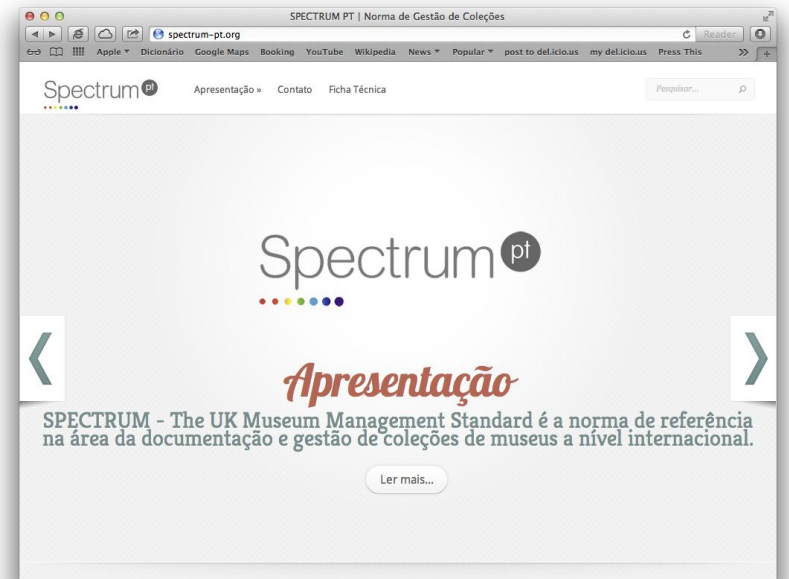 SPECTRUM PT | Norma de Gestão de Coleções
spectrum-pt.org
Reader
Apple
Dicionário
Google Maps
Booking
YouTube
Wikipedia
News
Popular
post to del.icio.us
my del.icio.us
Press This
Spectrum pt
Apresentação »
Contato
Ficha Técnica
Pesquisar...
Spectrum pt
Apresentação
SPECTRUM - The UK Museum Management Standard é a norma de referência
na área da documentação e gestão de coleções de museus a nível internacional.
Ler mais...